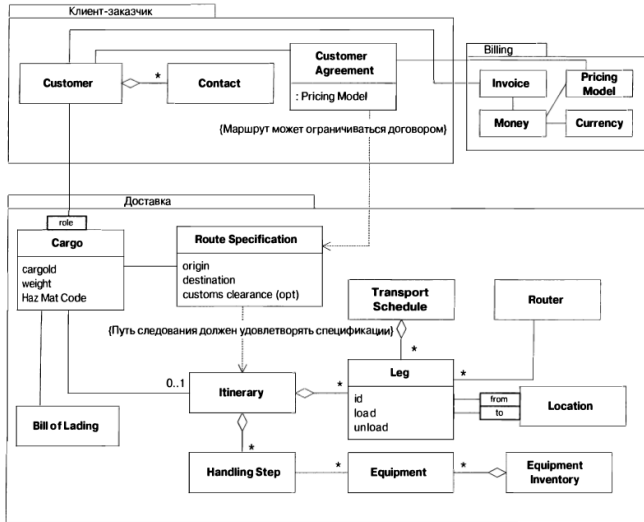 Клиент-заказчик
Customer
*
Contact
Customer
Agreement
: Pricing Model
Billing
Invoice
Pricing
Model
Money
Currency
{Маршрут может ограничиваться договором}
Доставка
role
Cargo
cargoId
weight
Haz Mat Code
Route Specification
origin
destination
customs clearance (opt)
Transport
Schedule
Router
{Путь следования должен удовлетворять спецификации}
*
*
0..1
Itinerary
*
Leg
id
load
unload
from
to
Location
Bill of Lading
*
Handling Step
*
Equipment
*
Equipment
Inventory